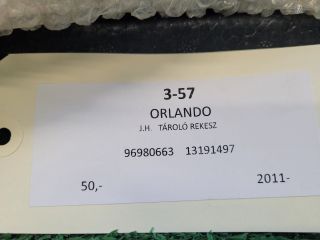 3-57
ORLANDO
J.H. TÁROLÓ REKESZ
96980663 13191497
50,- 2011-